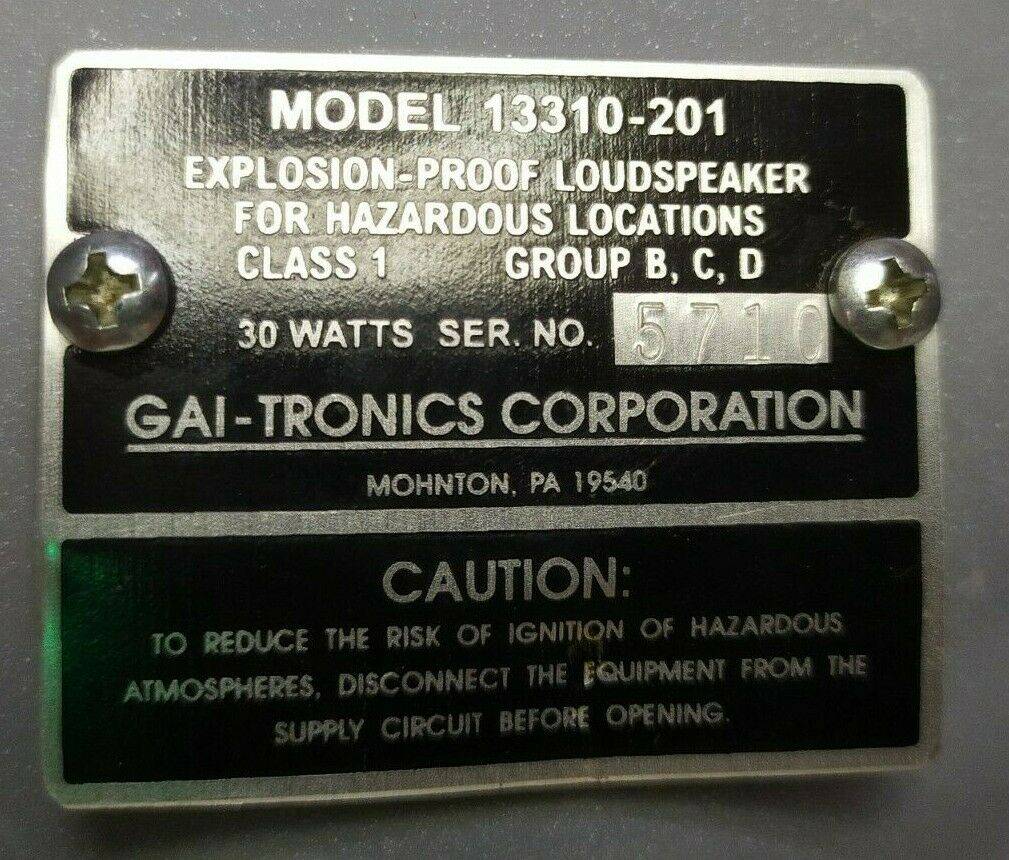 MODEL 13310-201
EXPLOSION-PROOF LOUDSPEAKER
FOR HAZARDOUS LOCATIONS
CLASS 1 GROUP B, C, D
30 WATTS SER. NO. 5710
GAI-TRONICS CORPORATION
MOHNTON, PA 19540
CAUTION:
TO REDUCE THE RISK OF IGNITION OF HAZARDOUS
ATMOSPHERES, DISCONNECT THE EQUIPMENT FROM THE
SUPPLY CIRCUIT BEFORE OPENING.